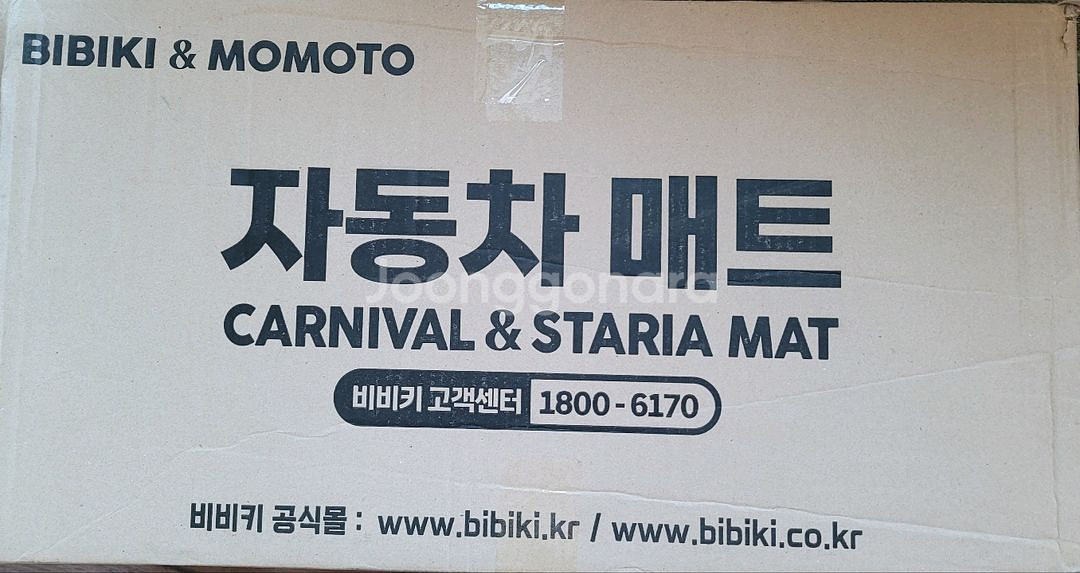 BIBIKI & MOMOTO
자동차 매트
Joonggonara
CARNIVAL & STARIA MAT
비비키 고객센터 1800-6170
비비키 공식몰 : www.bibiki.kr / www.bibiki.co.kr